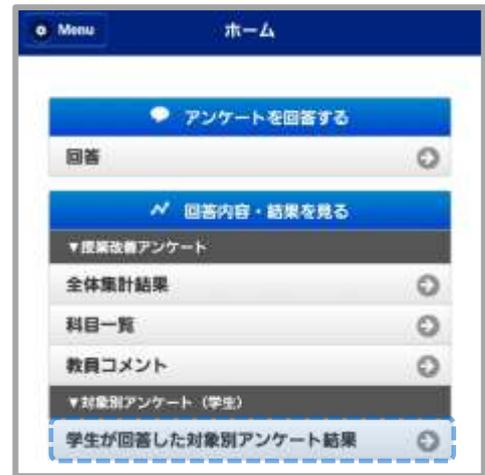 Menu
ホーム
アンケートを回答する
回答
回答内容・結果を見る
▼授業改善アンケート
全体集計結果
科目一覧
教員コメント
▼対象別アンケート（学生）
学生が回答した対象別アンケート結果